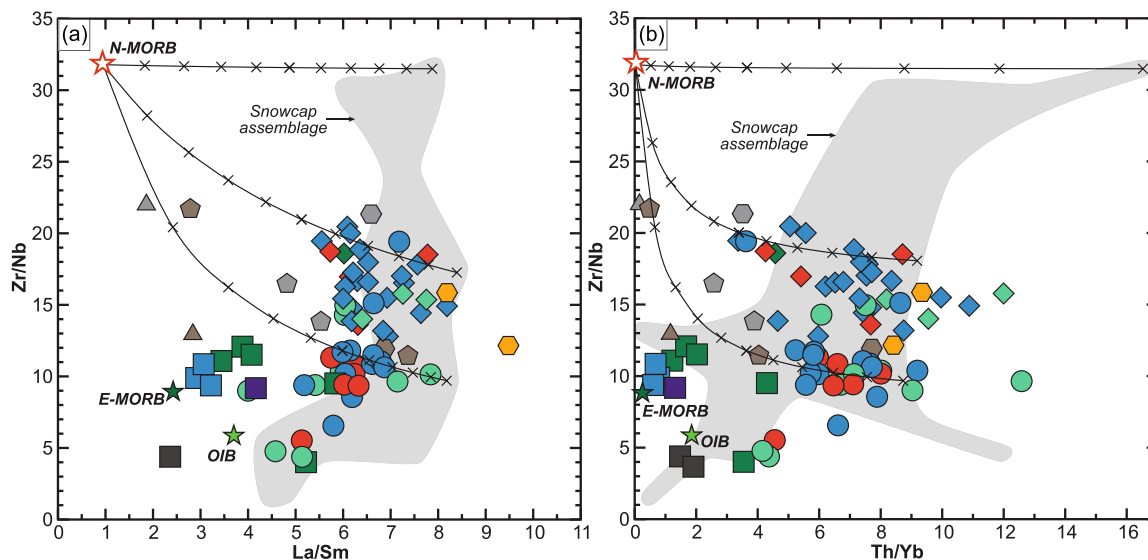 (a)
N-MORB
Snowcap
assemblage
E-MORB
OIB
35
30
25
20
15
10
5
0
Zr/Nb
0 1 2 3 4 5 6 7 8 9 10 11
La/Sm
(b)
N-MORB
Snowcap
assemblage
E-MORB
OIB
35
30
25
20
15
10
5
0
Zr/Nb
0 2 4 6 8 10 12 14 16
Th/Yb